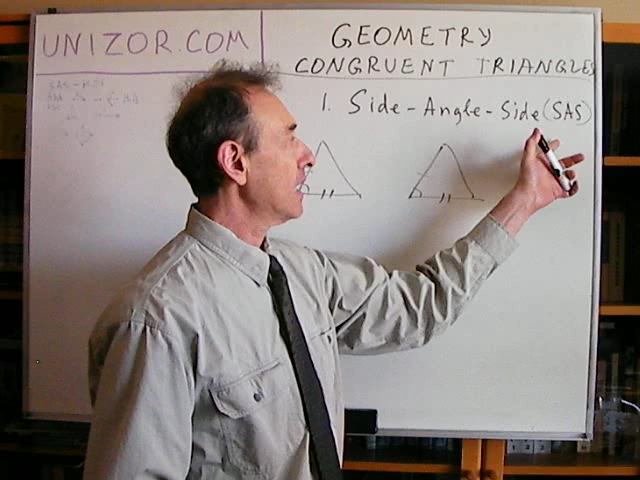 UNIZOR.COM
GEOMETRY
CONGRUENT TRIANGLES
1. Side-Angle-Side (SAS)